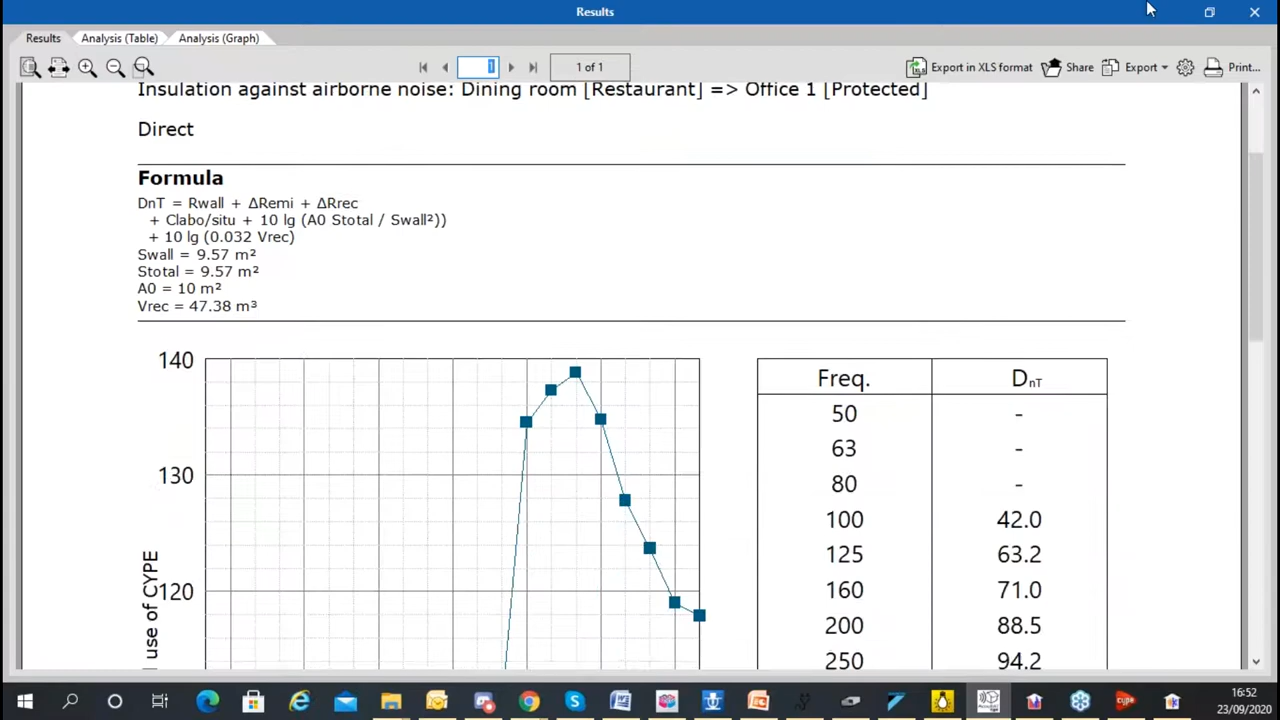 Results
Results Analysis (Table) Analysis (Graph)
1 1 of 1 Export in XLS format Share Export Print...
Insulation against airborne noise: Dining room [Restaurant] => Office 1 [Protected]
Direct
Formula
DnT = Rwall + ΔRemi + ΔRrec
+ Clabo/situ + 10 lg (A0 Stotal / Swall²))
+ 10 lg (0.032 Vrec)
Swall = 9.57 m²
Stotal = 9.57 m²
A0 = 10 m²
Vrec = 47.38 m³
140
130
120
use of CYPE
Freq. DnT
50 -
63 -
80 -
100 42.0
125 63.2
160 71.0
200 88.5
250 94.2
16:52
23/09/2020